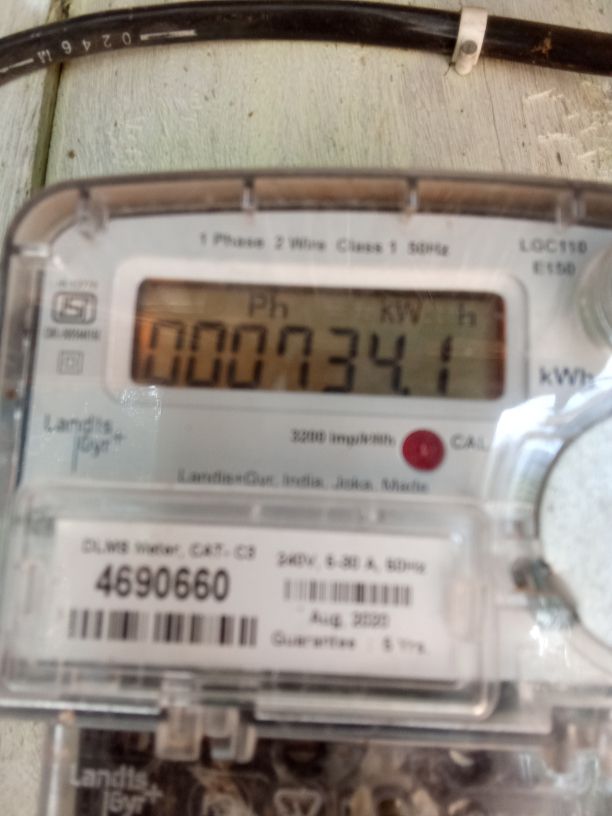 0246M
1 Phase 2 Wire Class 1 50Hz
LGC110
E150
Ph kW h
000734.1
kWh
Landis
Gyr+
3200 imp/kWh
CAL
Landis+Gyr, India, Joka, Made
DLMS Meter, CAT- C3
240V, 5-30 A, 50Hz
4690660
Aug, 2020
Guarantee : 5 Yrs.
Landis
Gyr+